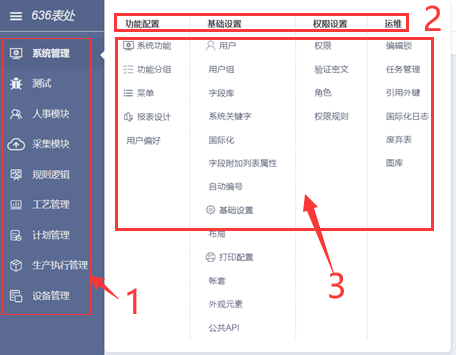 636表处
系统管理
测试
人事模块
采集模块
规则逻辑
工艺管理
计划管理
生产执行管理
设备管理
1
功能配置 基础设置 权限设置 运维
2
系统功能 用户 权限 编辑锁
功能分组 用户组 验证密文 任务管理
菜单 字段库 角色 引用外键
报表设计 系统关键字 权限规则 国际化日志
用户偏好 国际化 废弃表
字段附加列表属性 图库
自动编号
基础设置
布局
打印配置
帐套
外观元素
公共API
3